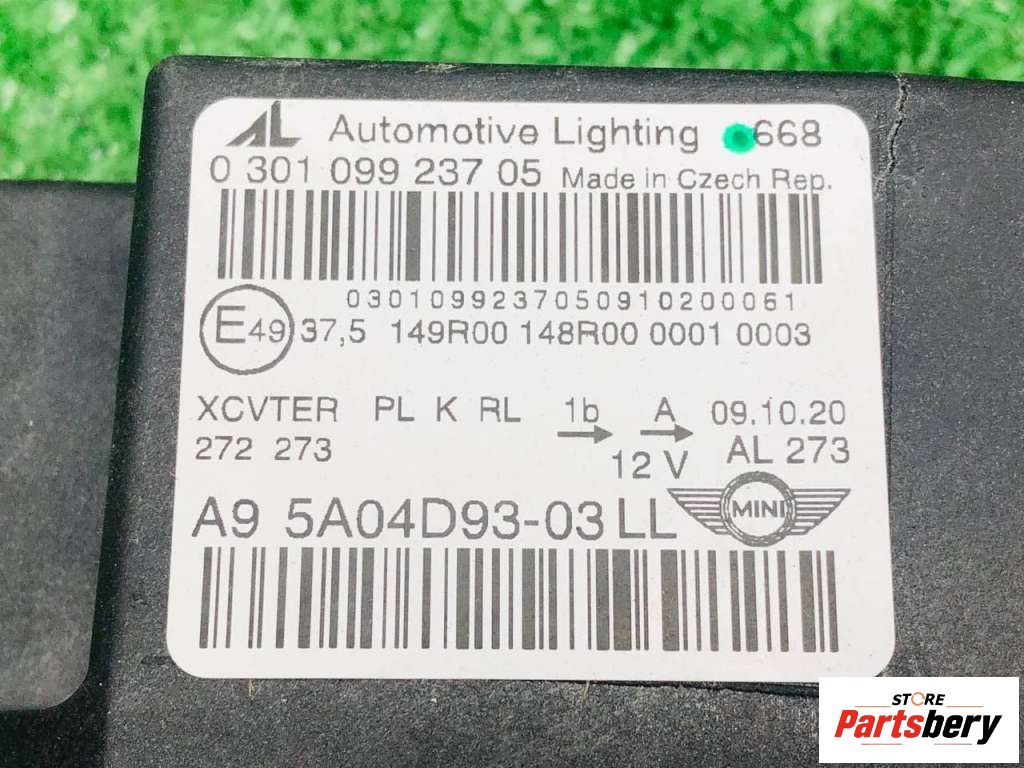 AL Automotive Lighting 668
0 301 099 237 05 Made in Czech Rep.
0301099237050910200061
E49 37,5 149R00 148R00 0001 0003
XCVTER PL K RL 1b A 09.10.20
272 273 12 V AL 273
A9 5A04D93-03 LL MINI
STORE
Partsbery